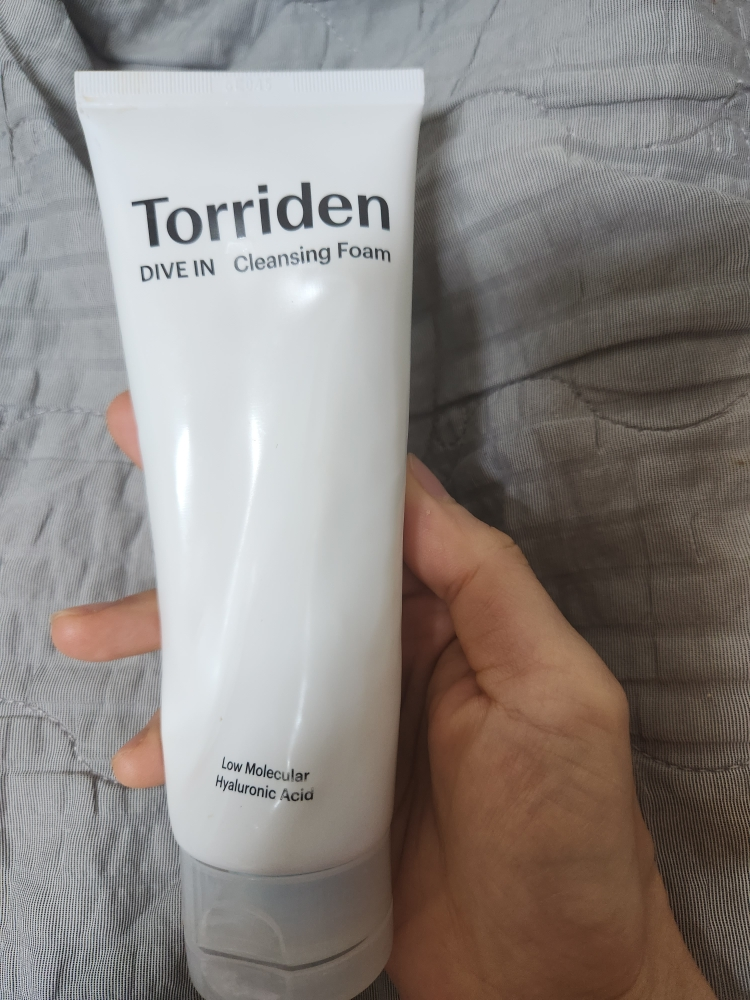 Torriden
DIVE IN Cleansing Foam
Low Molecular
Hyaluronic Acid